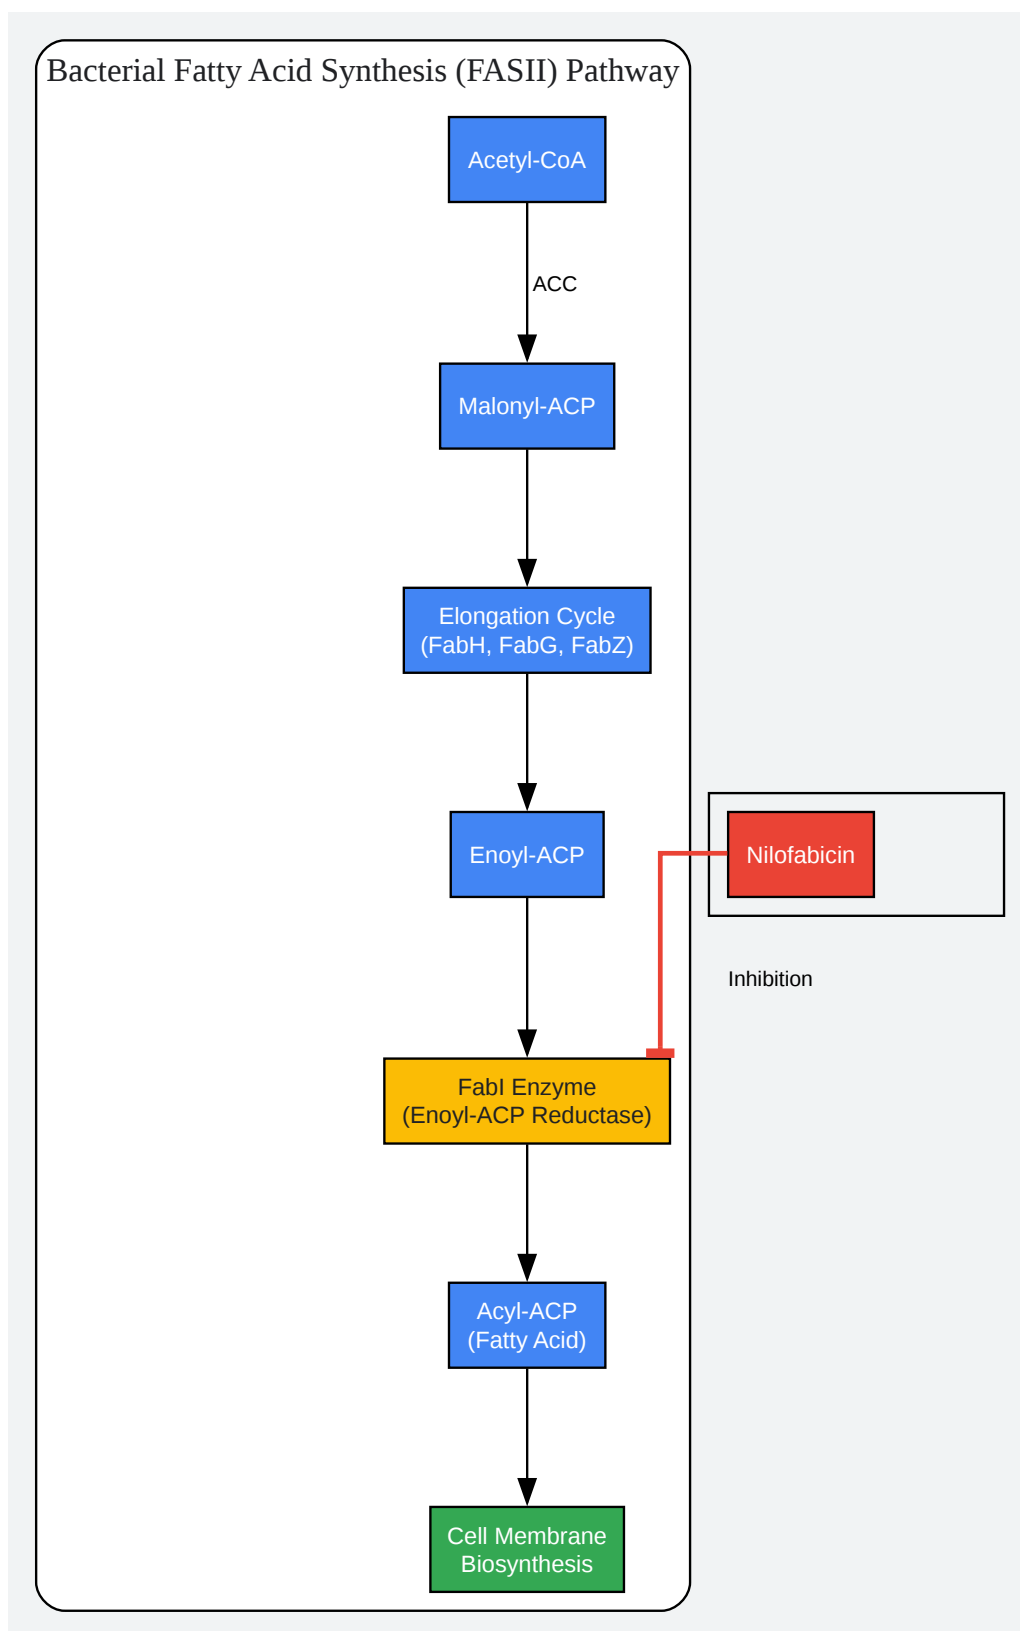 Bacterial Fatty Acid Synthesis (FASII) Pathway
Acetyl-CoA
ACC
Malonyl-ACP
Elongation Cycle
(FabH, FabG, FabZ)
Enoyl-ACP
Nilofabicin
Inhibition
FabI Enzyme
(Enoyl-ACP Reductase)
Acyl-ACP
(Fatty Acid)
Cell Membrane
Biosynthesis